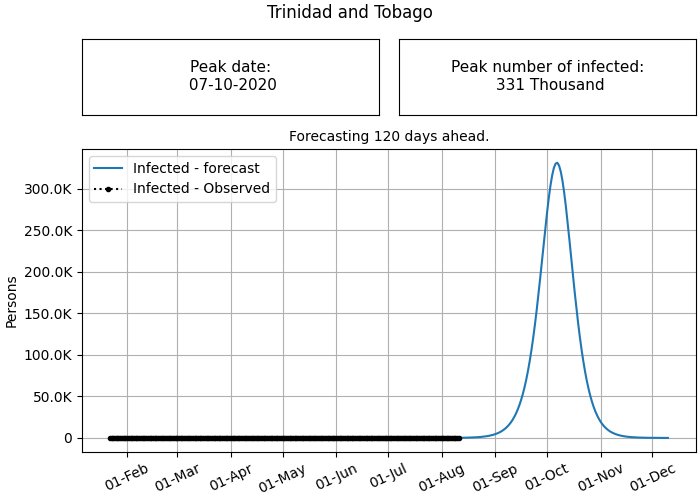 Trinidad and Tobago
Peak date:
07-10-2020
Peak number of infected:
331 Thousand
Forecasting 120 days ahead.
Infected - forecast
Infected - Observed
Persons
300.0K
250.0K
200.0K
150.0K
100.0K
50.0K
0
01-Feb
01-Mar
01-Apr
01-May
01-Jun
01-Jul
01-Aug
01-Sep
01-Oct
01-Nov
01-Dec